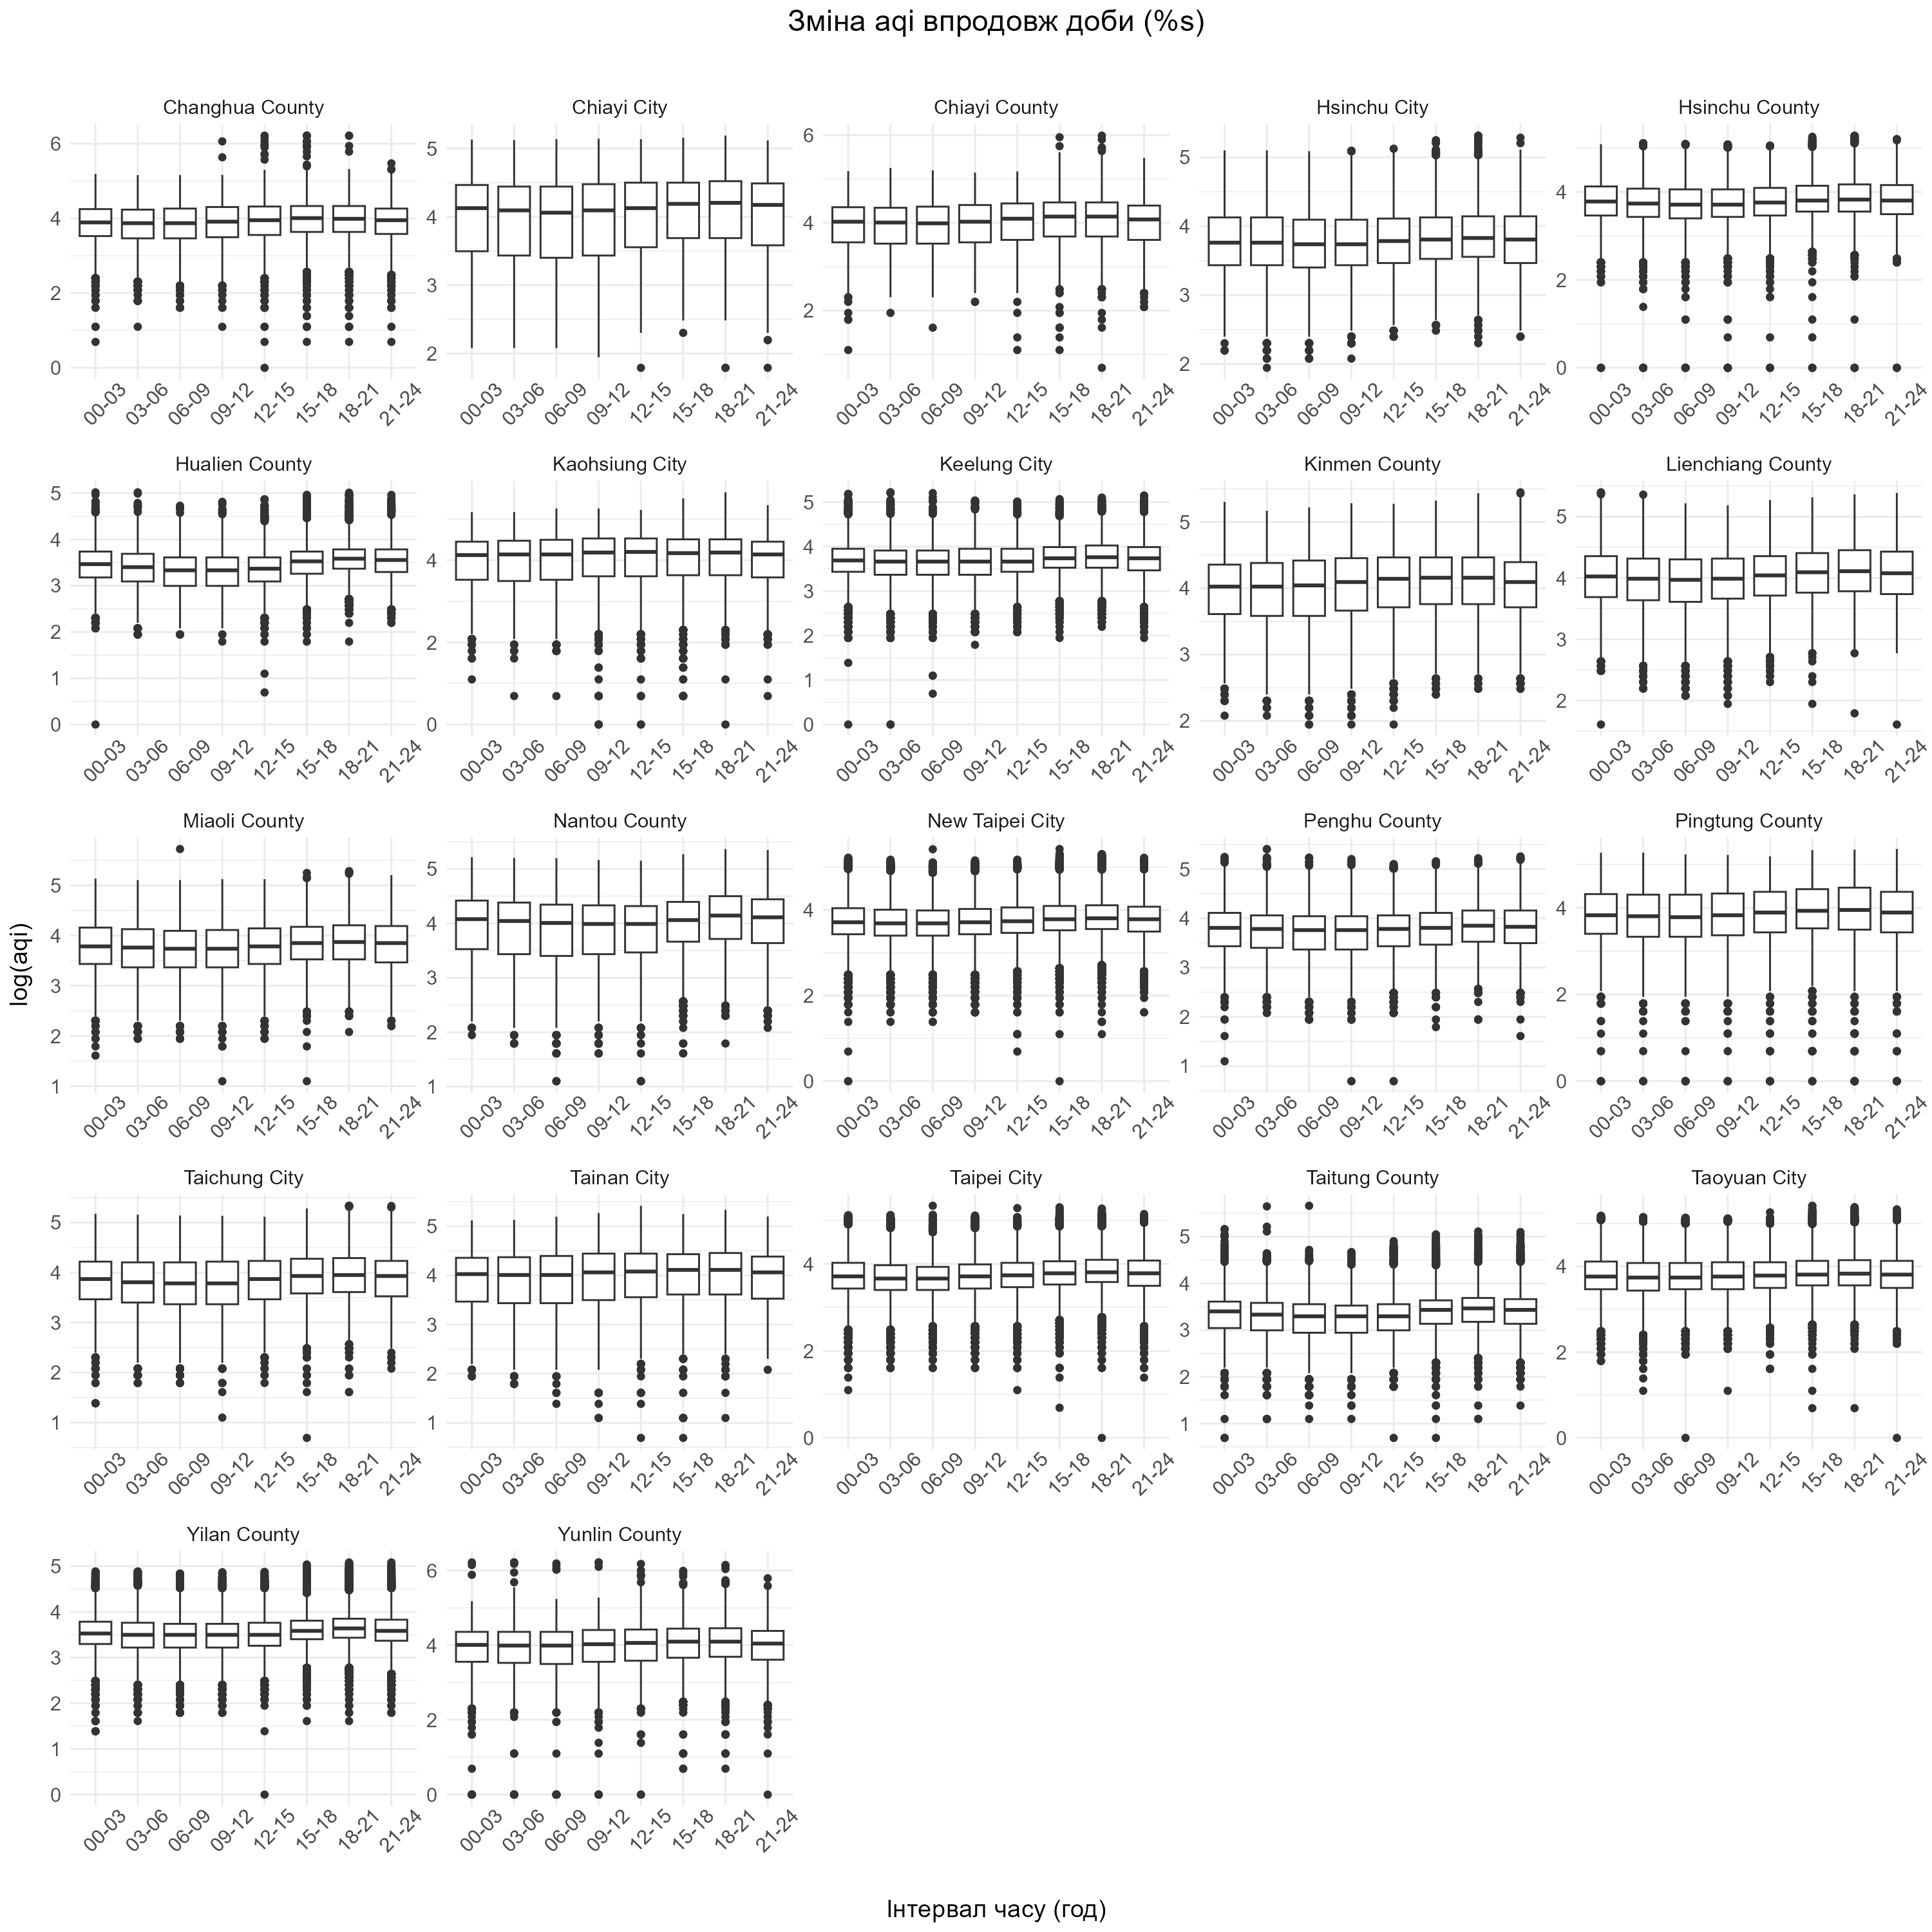 Зміна aqi впродовж доби (%s)
Changhua County
Chiayi City
Chiayi County
Hsinchu City
Hsinchu County
6
4
2
0
5
4
3
2
6
4
2
5
4
3
2
4
2
0
00-03 03-06 06-09 09-12 12-15 15-18 18-21 21-24
00-03 03-06 06-09 09-12 12-15 15-18 18-21 21-24
00-03 03-06 06-09 09-12 12-15 15-18 18-21 21-24
00-03 03-06 06-09 09-12 12-15 15-18 18-21 21-24
00-03 03-06 06-09 09-12 12-15 15-18 18-21 21-24
Hualien County
Kaohsiung City
Keelung City
Kinmen County
Lienchiang County
5
4
3
2
1
0
4
2
0
5
4
3
2
1
0
5
4
3
2
5
4
3
2
00-03 03-06 06-09 09-12 12-15 15-18 18-21 21-24
00-03 03-06 06-09 09-12 12-15 15-18 18-21 21-24
00-03 03-06 06-09 09-12 12-15 15-18 18-21 21-24
00-03 03-06 06-09 09-12 12-15 15-18 18-21 21-24
00-03 03-06 06-09 09-12 12-15 15-18 18-21 21-24
log(aqi)
Miaoli County
Nantou County
New Taipei City
Penghu County
Pingtung County
5
4
3
2
1
5
4
3
2
1
4
2
0
5
4
3
2
1
4
2
0
00-03 03-06 06-09 09-12 12-15 15-18 18-21 21-24
00-03 03-06 06-09 09-12 12-15 15-18 18-21 21-24
00-03 03-06 06-09 09-12 12-15 15-18 18-21 21-24
00-03 03-06 06-09 09-12 12-15 15-18 18-21 21-24
00-03 03-06 06-09 09-12 12-15 15-18 18-21 21-24
Taichung City
Tainan City
Taipei City
Taitung County
Taoyuan City
5
4
3
2
1
5
4
3
2
1
4
2
0
5
4
3
2
1
4
2
0
00-03 03-06 06-09 09-12 12-15 15-18 18-21 21-24
00-03 03-06 06-09 09-12 12-15 15-18 18-21 21-24
00-03 03-06 06-09 09-12 12-15 15-18 18-21 21-24
00-03 03-06 06-09 09-12 12-15 15-18 18-21 21-24
00-03 03-06 06-09 09-12 12-15 15-18 18-21 21-24
Yilan County
Yunlin County
5
4
3
2
1
0
6
4
2
0
00-03 03-06 06-09 09-12 12-15 15-18 18-21 21-24
00-03 03-06 06-09 09-12 12-15 15-18 18-21 21-24
Інтервал часу (год)